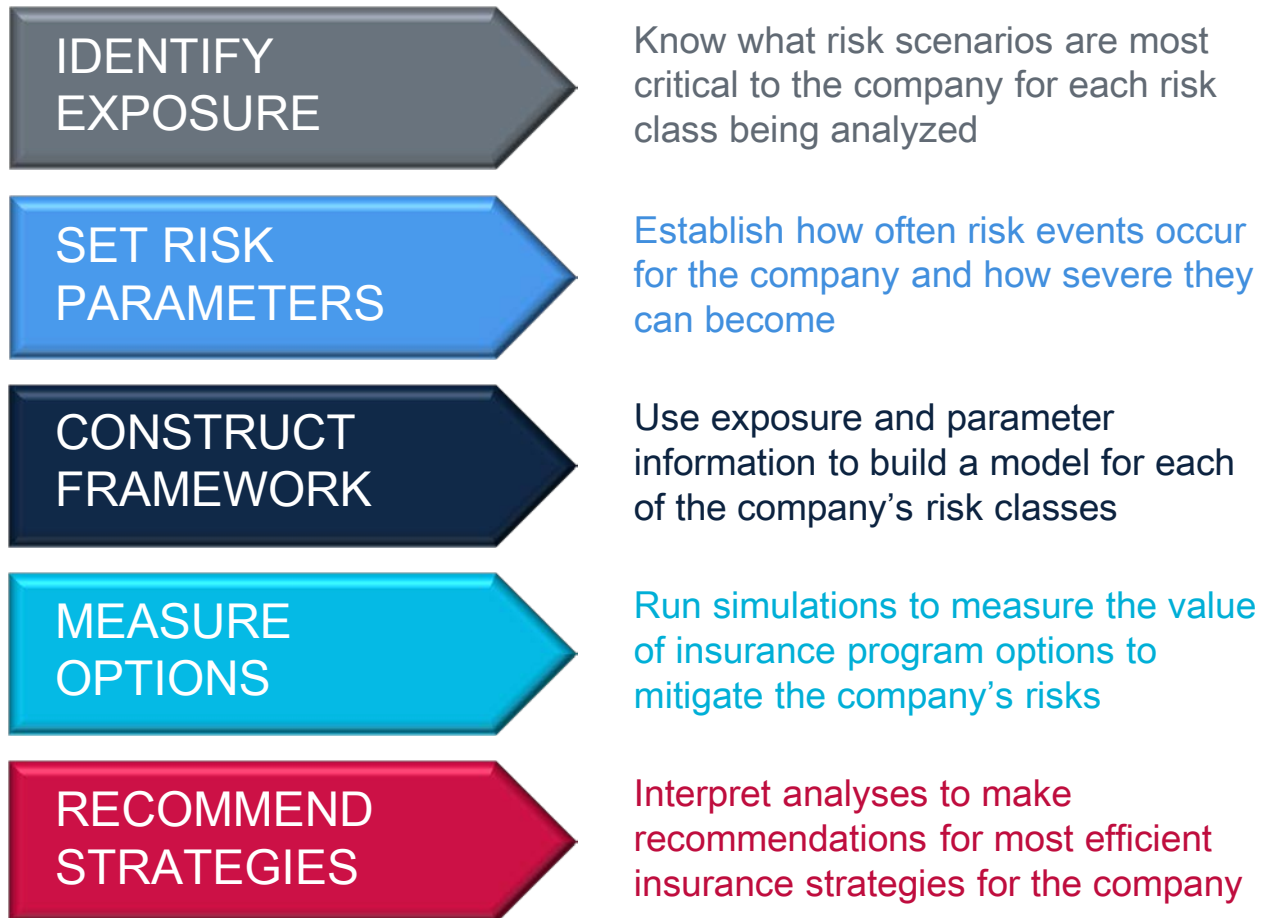 IDENTIFY
EXPOSURE
Know what risk scenarios are most
critical to the company for each risk
class being analyzed
SET RISK
PARAMETERS
Establish how often risk events occur
for the company and how severe they
can become
CONSTRUCT
FRAMEWORK
Use exposure and parameter
information to build a model for each
of the company’s risk classes
MEASURE
OPTIONS
Run simulations to measure the value
of insurance program options to
mitigate the company’s risks
RECOMMEND
STRATEGIES
Interpret analyses to make
recommendations for most efficient
insurance strategies for the company